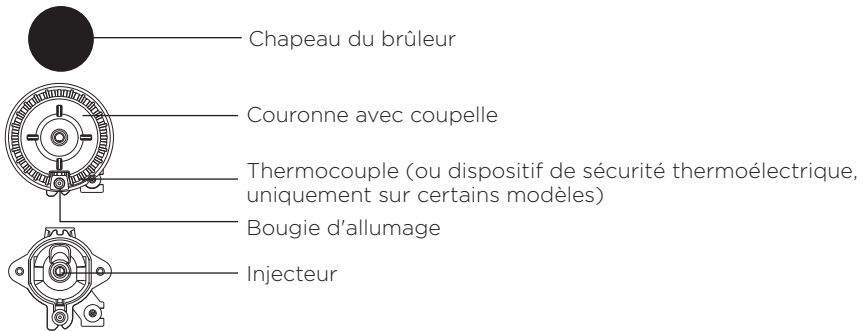 Chapeau du brûleur
Couronne avec coupelle
Thermocouple (ou dispositif de sécurité thermoélectrique,
uniquement sur certains modèles)
Bougie d'allumage
Injecteur